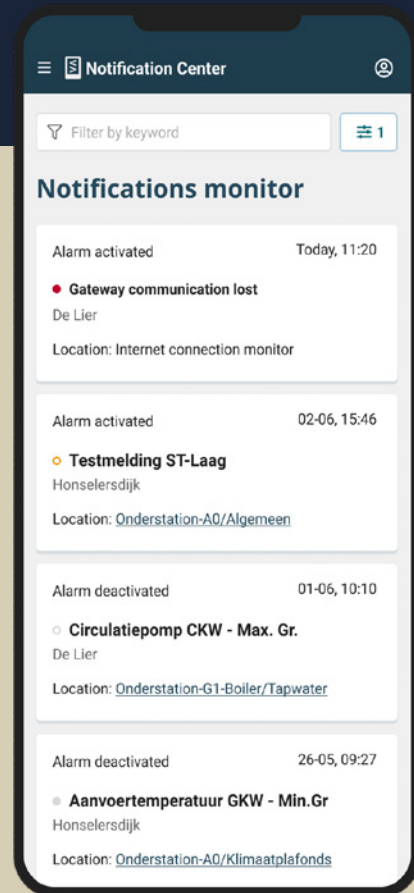 Notification Center
Filter by keyword
1
Notifications monitor
Alarm activated Today, 11:20
Gateway communication lost
De Lier
Location: Internet connection monitor
Alarm activated 02-06, 15:46
Testmelding ST-Laag
Honselersdijk
Location: Onderstation-A0/Algemeen
Alarm deactivated 01-06, 10:10
Circulatiepomp CKW - Max. Gr.
De Lier
Location: Onderstation-G1-Boiler/Tapwater
Alarm deactivated 26-05, 09:27
Aanvoertemperatuur GKW - Min.Gr
Honselersdijk
Location: Onderstation-A0/Klimaatplafonds